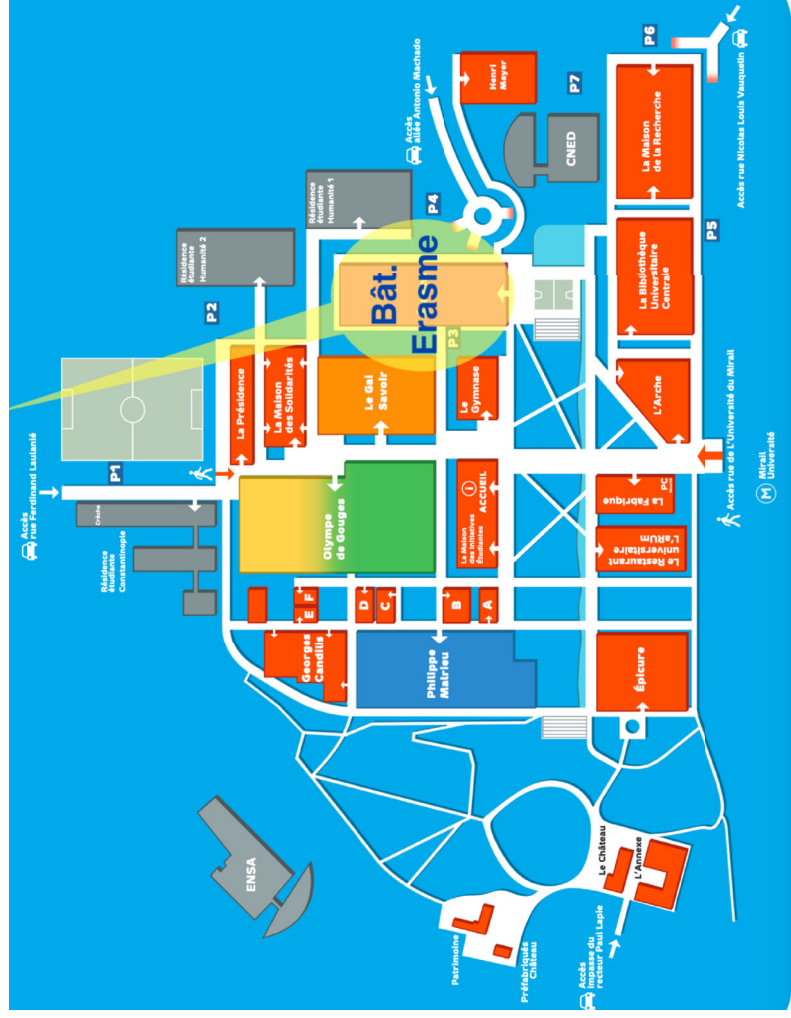 P6
Accès rue Nicolas Louis Vauquelin
P7
Henri
Mayer
CNED
La Maison
de la Recherche
Accès
allée Antonio Machado
P4
P5
Résidence
étudiante
Humanité 1
Résidence
étudiante
Humanité 2
Bât.
Erasme
La Bibliothèque
Universitaire
Centrale
P2
P3
La Présidence
La Maison
des Solidarités
Le Gai
Savoir
Le
Gymnase
L'Arche
P1
Accès
rue Ferdinand Laulanié
Accès rue de L'Université du Mirail
M
Mirail
Université
Crèche
Résidence
étudiante
Constantinople
Olympe
de Gouges
i
ACCUEIL
La Maison
des Initiatives
Étudiantes
La Fabrique
PC
Le Restaurant
universitaire
L'aRUm
F
E
D
C
B
A
Georges
Candilis
Philippe
Malrieu
Épicure
ENSA
Le Château
L'Annexe
Patrimoine
Préfabriqués
Château
Accès
Impasse du
recteur Paul Lapie